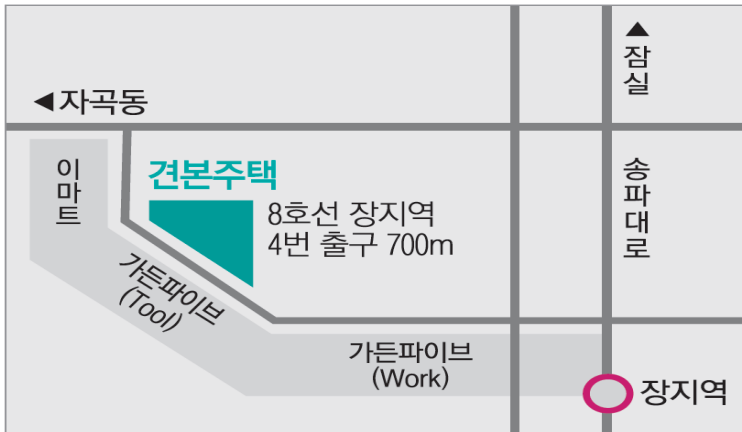 ▲
잠실
◀자곡동
이마트
견본주택
8호선 장지역
4번 출구 700m
송파대로
가든파이브
(Tool)
가든파이브
(Work)
장지역